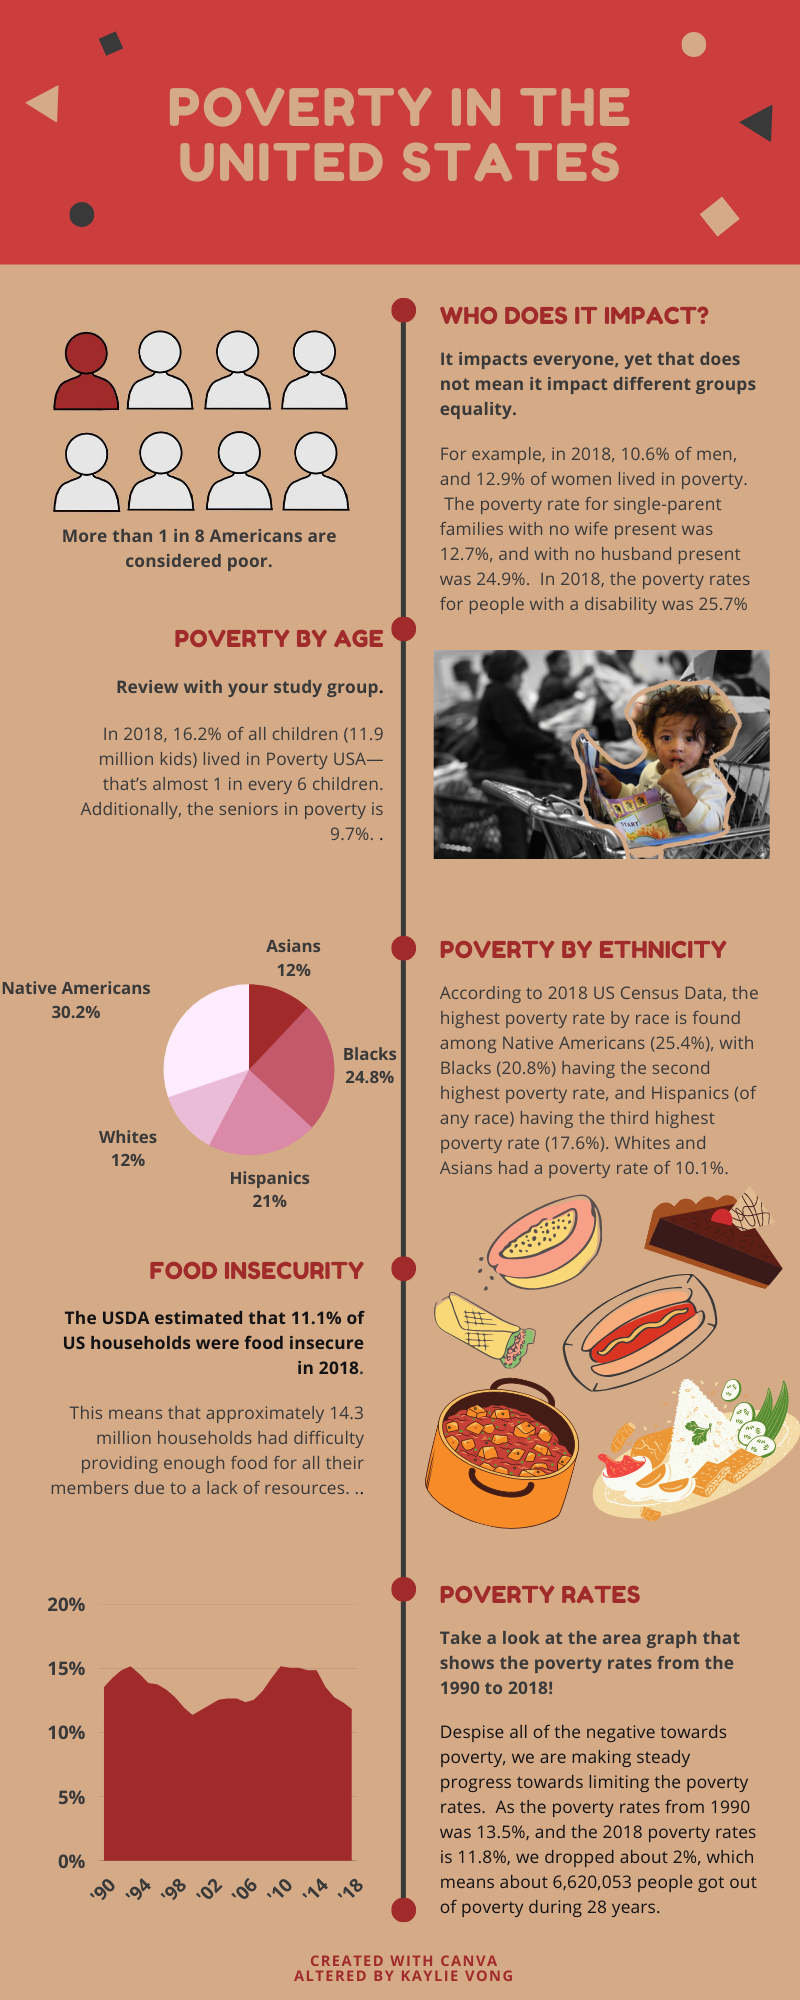 POVERTY IN THE
UNITED STATES
WHO DOES IT IMPACT?
It impacts everyone, yet that does
not mean it impact different groups
equality.
For example, in 2018, 10.6% of men,
and 12.9% of women lived in poverty.
The poverty rate for single-parent
families with no wife present was
12.7%, and with no husband present
was 24.9%.  In 2018, the poverty rates
for people with a disability was 25.7%
More than 1 in 8 Americans are
considered poor.
POVERTY BY AGE
Review with your study group.
In 2018, 16.2% of all children (11.9
million kids) lived in Poverty USA—
that's almost 1 in every 6 children.
Additionally, the seniors in poverty is
9.7%. .
START
POVERTY BY ETHNICITY
According to 2018 US Census Data, the
highest poverty rate by race is found
among Native Americans (25.4%), with
Blacks (20.8%) having the second
highest poverty rate, and Hispanics (of
any race) having the third highest
poverty rate (17.6%). Whites and
Asians had a poverty rate of 10.1%.
Asians
12%
Native Americans
30.2%
Blacks
24.8%
Whites
12%
Hispanics
21%
FOOD INSECURITY
The USDA estimated that 11.1% of
US households were food insecure
in 2018.
This means that approximately 14.3
million households had difficulty
providing enough food for all their
members due to a lack of resources. ..
POVERTY RATES
Take a look at the area graph that
shows the poverty rates from the
1990 to 2018!
Despise all of the negative towards
poverty, we are making steady
progress towards limiting the poverty
rates.  As the poverty rates from 1990
was 13.5%, and the 2018 poverty rates
is 11.8%, we dropped about 2%, which
means about 6,620,053 people got out
of poverty during 28 years.
20%
15%
10%
5%
0%
'90 '94 '98 '02 '06 '10 '14 '18
CREATED WITH CANVA
ALTERED BY KAYLIE VONG